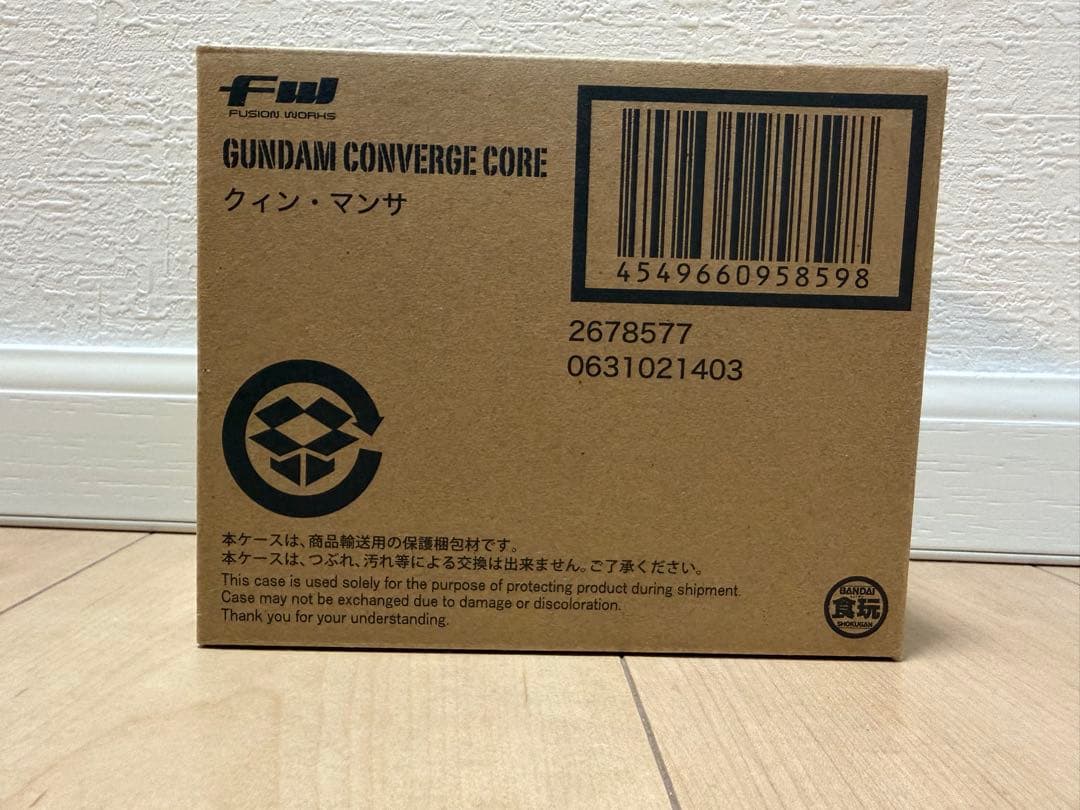 FW
FUSION WORKS
GUNDAM CONVERGE CORE
クィン・マンサ
4549660958598
2678577
0631021403
本ケースは、商品輸送用の保護梱包材です。
本ケースは、つぶれ、汚れ等による交換は出来ません。ご了承ください。
This case is used solely for the purpose of protecting product during shipment.
Case may not be exchanged due to damage or discoloration.
Thank you for your understanding.
BANDAI
食玩
SHOKUGAN